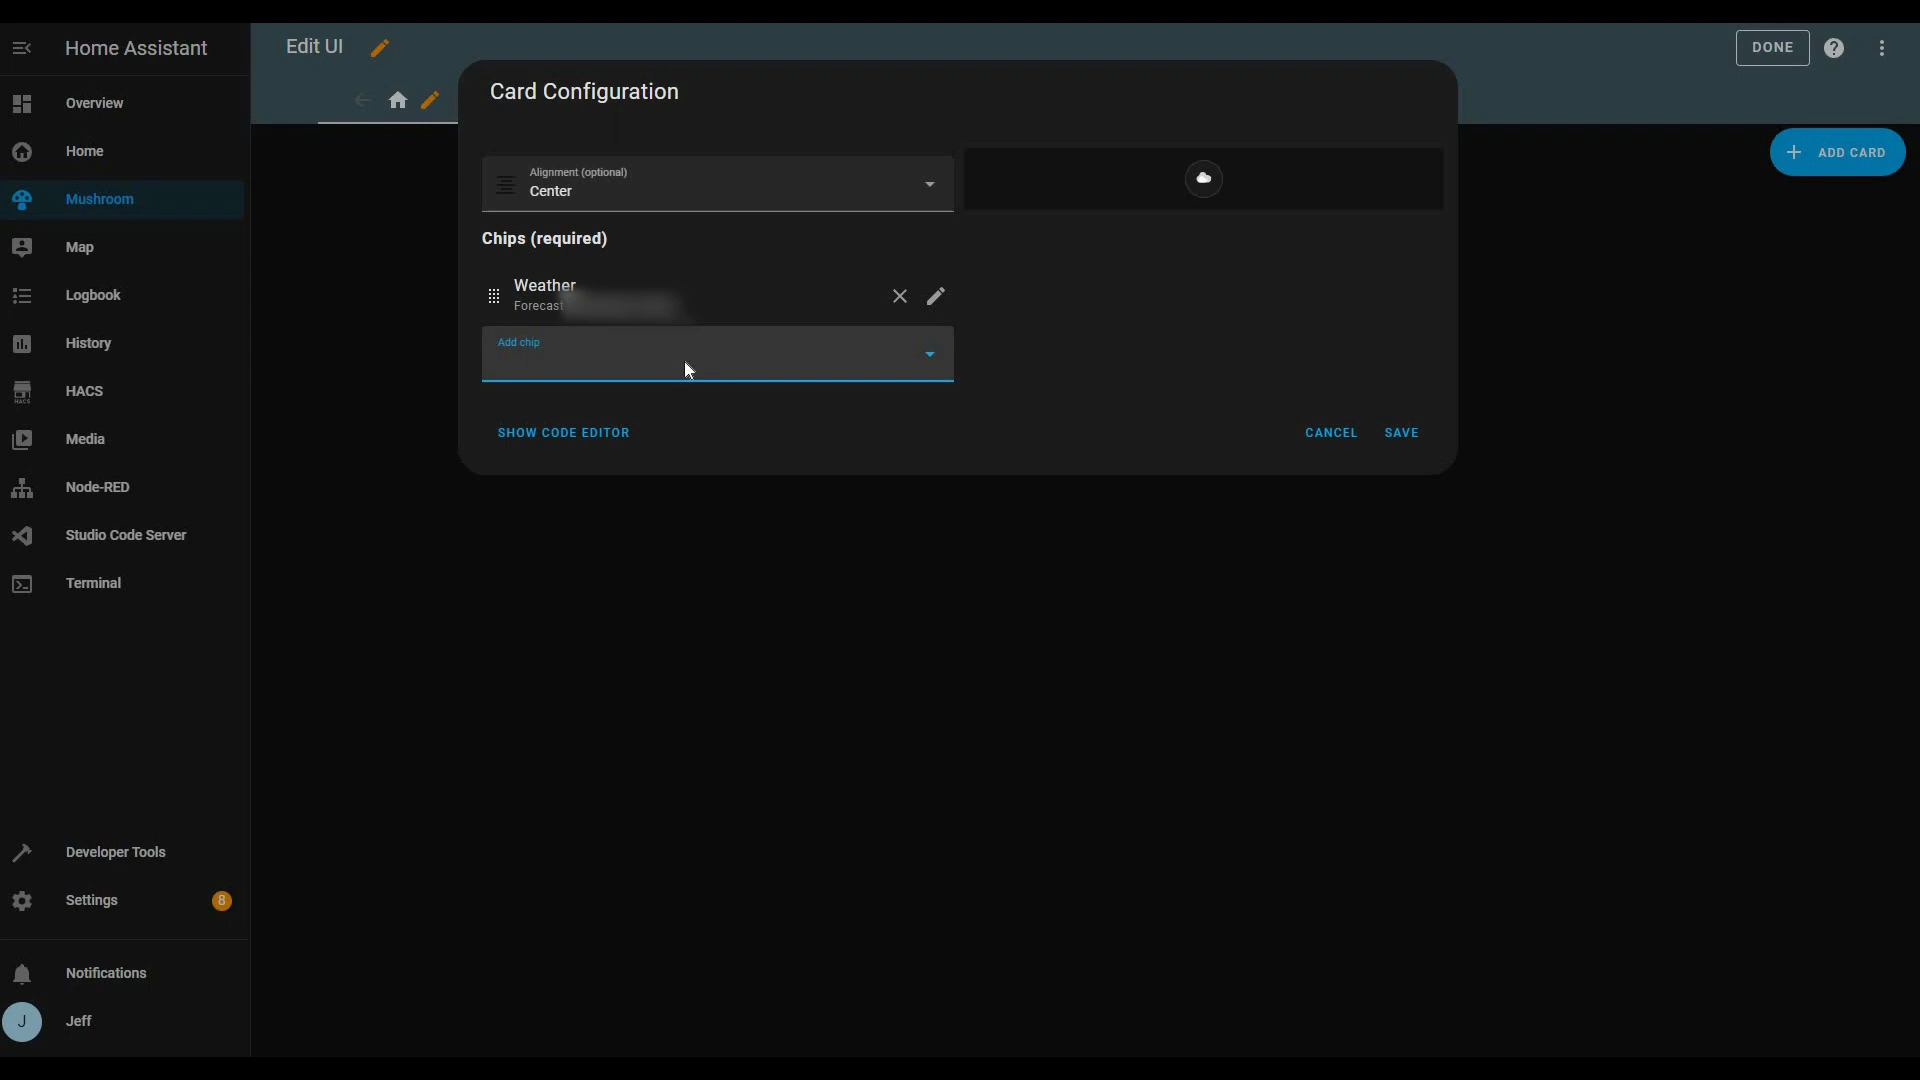 Home Assistant
Overview
Home
Mushroom
Map
Logbook
History
HACS
HACS
Media
Node-RED
Studio Code Server
Terminal
Developer Tools
Settings
8
Notifications
J
Jeff
Edit UI
DONE
ADD CARD
Card Configuration
Alignment (optional)
Center
Chips (required)
Weather
Forecast
Add chip
SHOW CODE EDITOR
CANCEL
SAVE